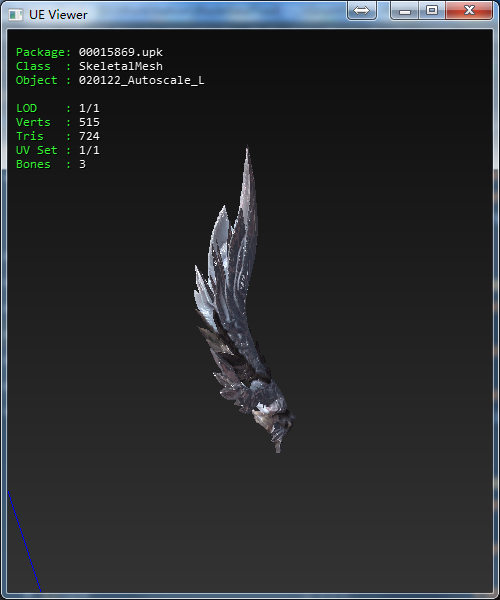 UE Viewer
Package: 00015869.upk
Class : SkeletalMesh
Object : 020122_Autoscale_L
LOD : 1/1
Verts : 515
Tris : 724
UV Set : 1/1
Bones : 3